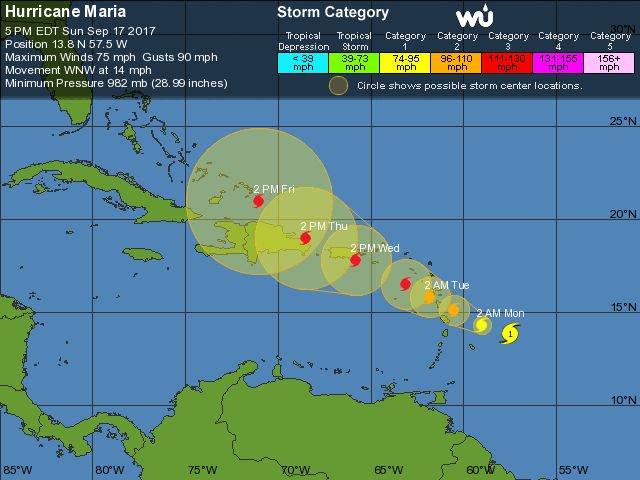 Hurricane Maria
5 PM EDT Sun Sep 17 2017
Position 13.8 N 57.5 W
Maximum Winds 75 mph Gusts 90 mph
Movement WNW at 14 mph
Minimum Pressure 982 mb (28.99 inches)
Storm Category
wu
Tropical Depression
Tropical Storm
Category 1
Category 2
Category 3
Category 4
Category 5
< 39 mph
39-73 mph
74-95 mph
96-110 mph
111-130 mph
131-155 mph
156+ mph
Circle shows possible storm center locations.
30°N
25°N
2 PM Fri
20°N
2 PM Thu
2 PM Wed
2 AM Tue
15°N
2 AM Mon
1
10°N
85°W
80°W
75°W
70°W
65°W
60°W
55°W